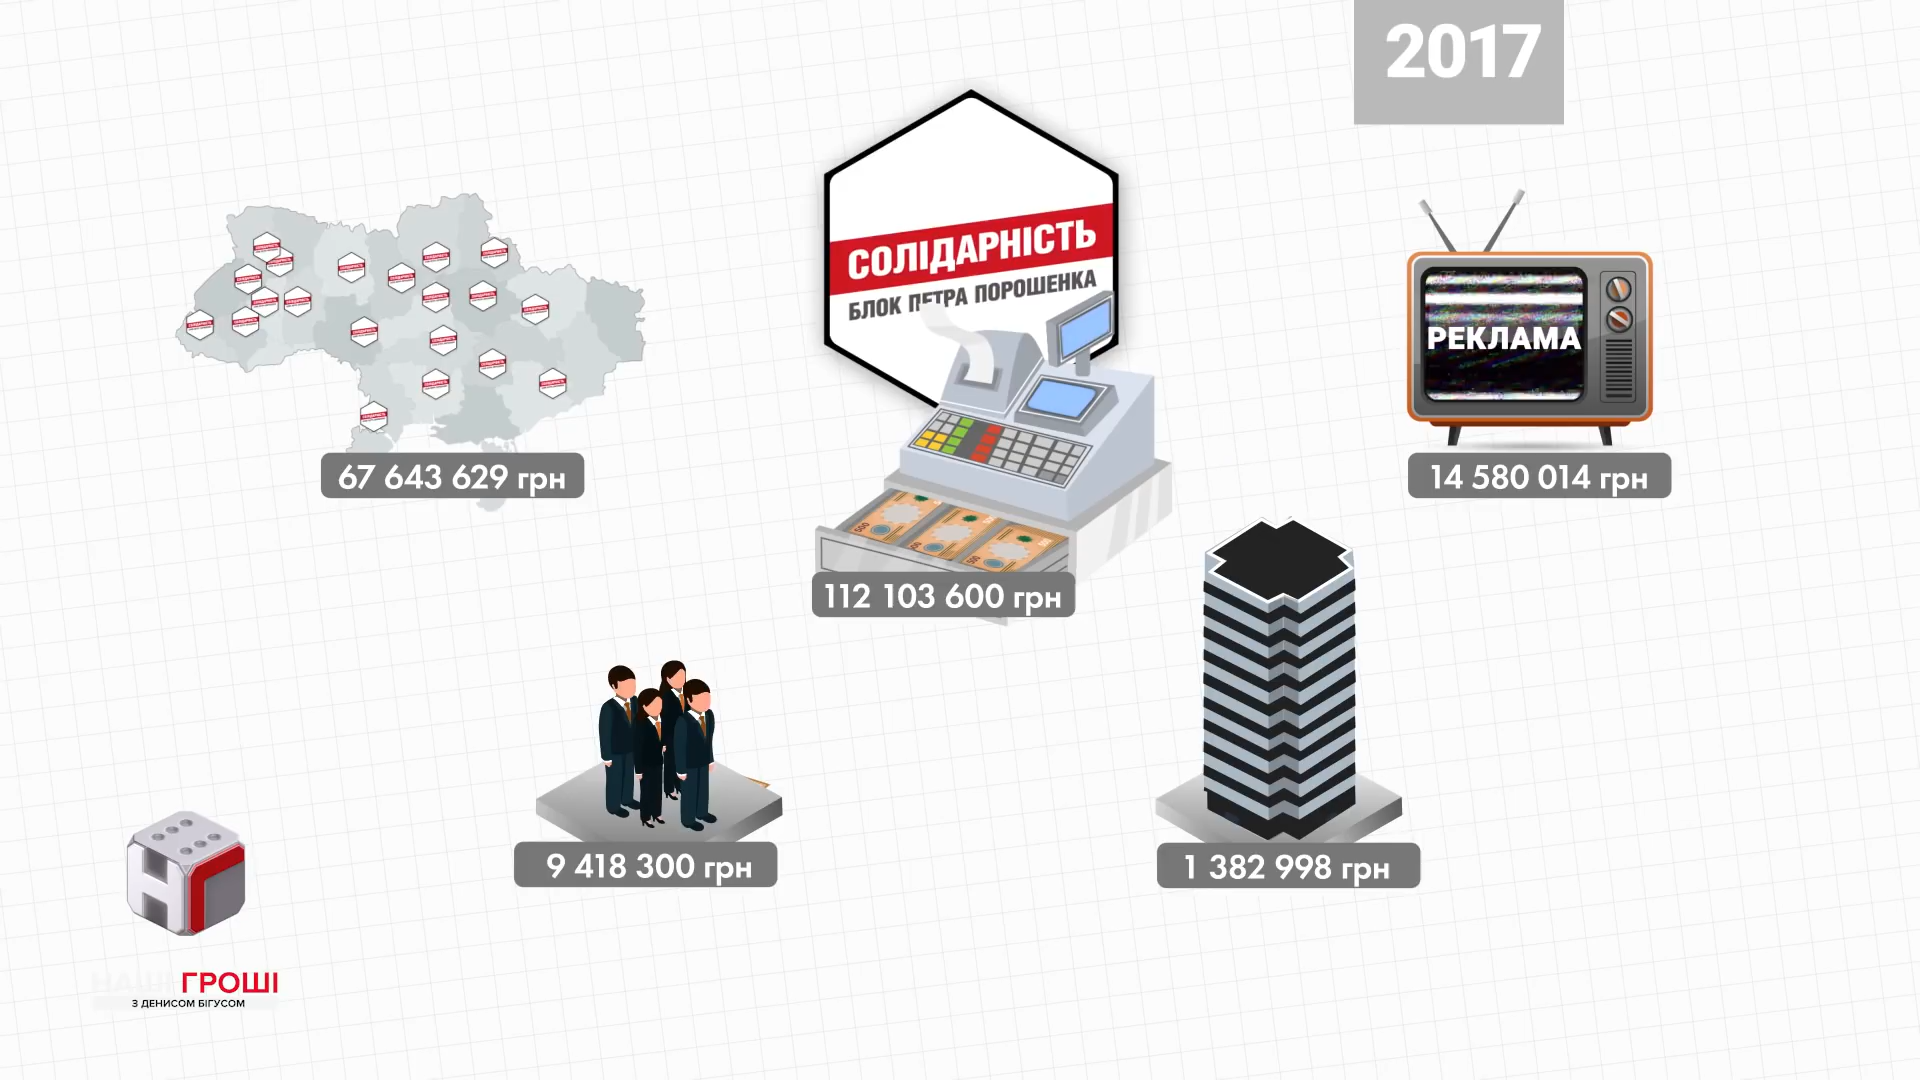 2017
СОЛІДАРНІСТЬ
БЛОК ПЕТРА ПОРОШЕНКА
РЕКЛАМА
67 643 629 грн
14 580 014 грн
112 103 600 грн
9 418 300 грн
1 382 998 грн
НАШІ ГРОШІ
З ДЕНИСОМ БІГУСОМ